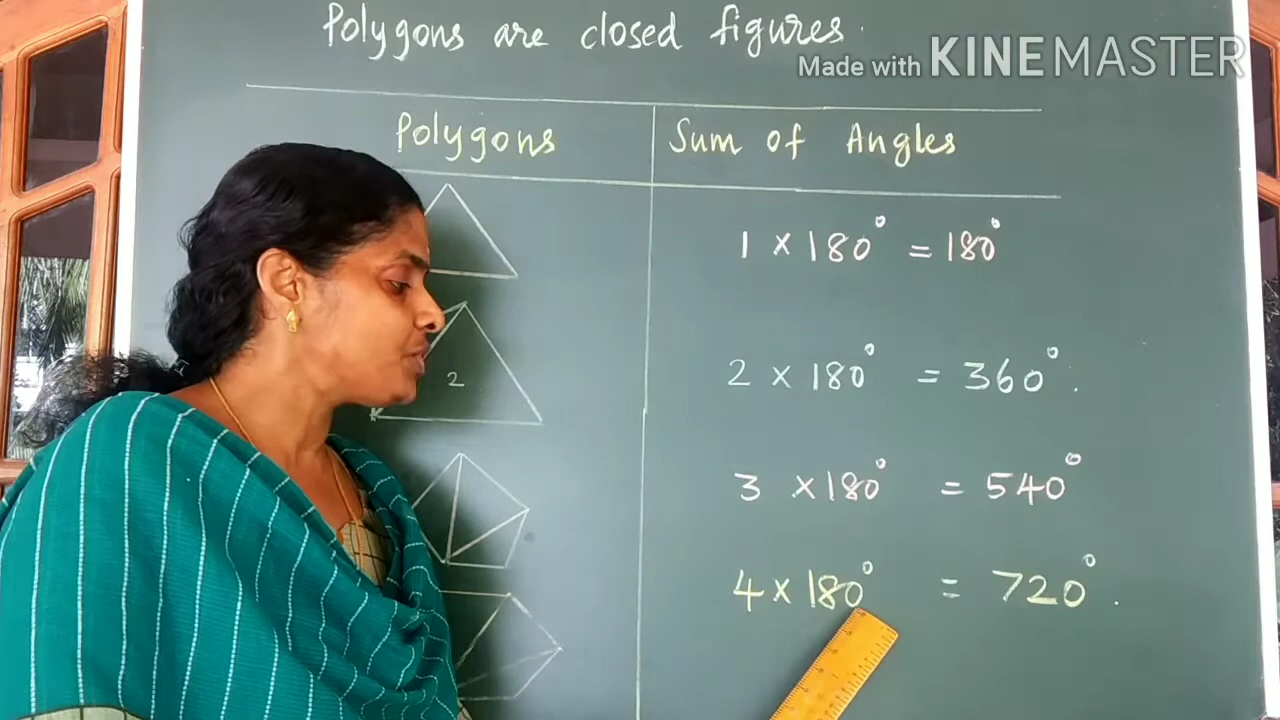 Polygons are closed figures.
Made with KINEMASTER
Polygons
Sum of Angles
1 × 180° = 180°
2
2 × 180° = 360°.
3 × 180° = 540°
4 × 180° = 720°.